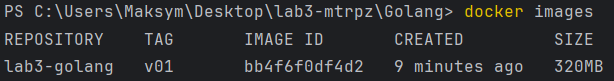 PS C:\Users\Maksym\Desktop\lab3-mtrpz\Golang> docker images
REPOSITORY    TAG    IMAGE ID    CREATED    SIZE
lab3-golang    v01    bb4f6f0df4d2    9 minutes ago    320MB